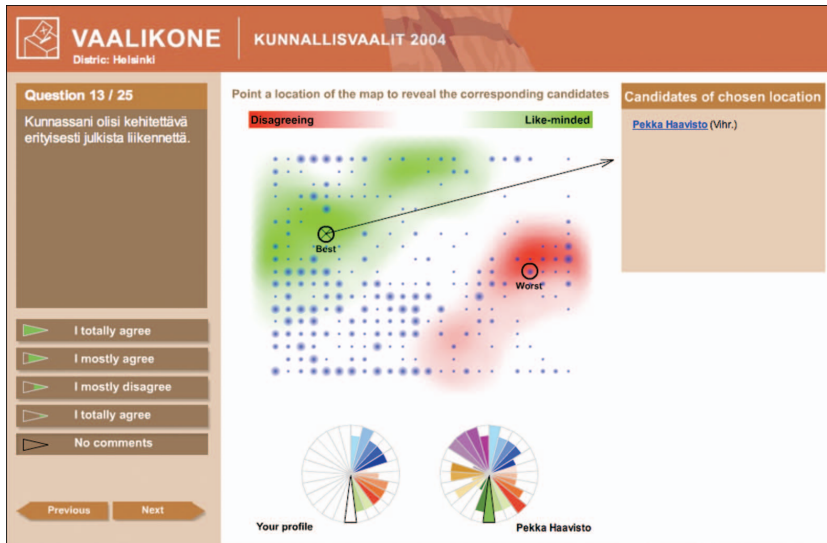 VAALIKONE
Distric: Helsinki
KUNNALLISVAALIT 2004
Question 13 / 25
Kunnassani olisi kehitettävä
erityisesti julkista liikennettä.
I totally agree
I mostly agree
I mostly disagree
I totally agree
No comments
Previous
Next
Point a location of the map to reveal the corresponding candidates
Disagreeing
Like-minded
Best
Worst
Your profile
Pekka Haavisto
Candidates of chosen location
Pekka Haavisto (Vihr.)